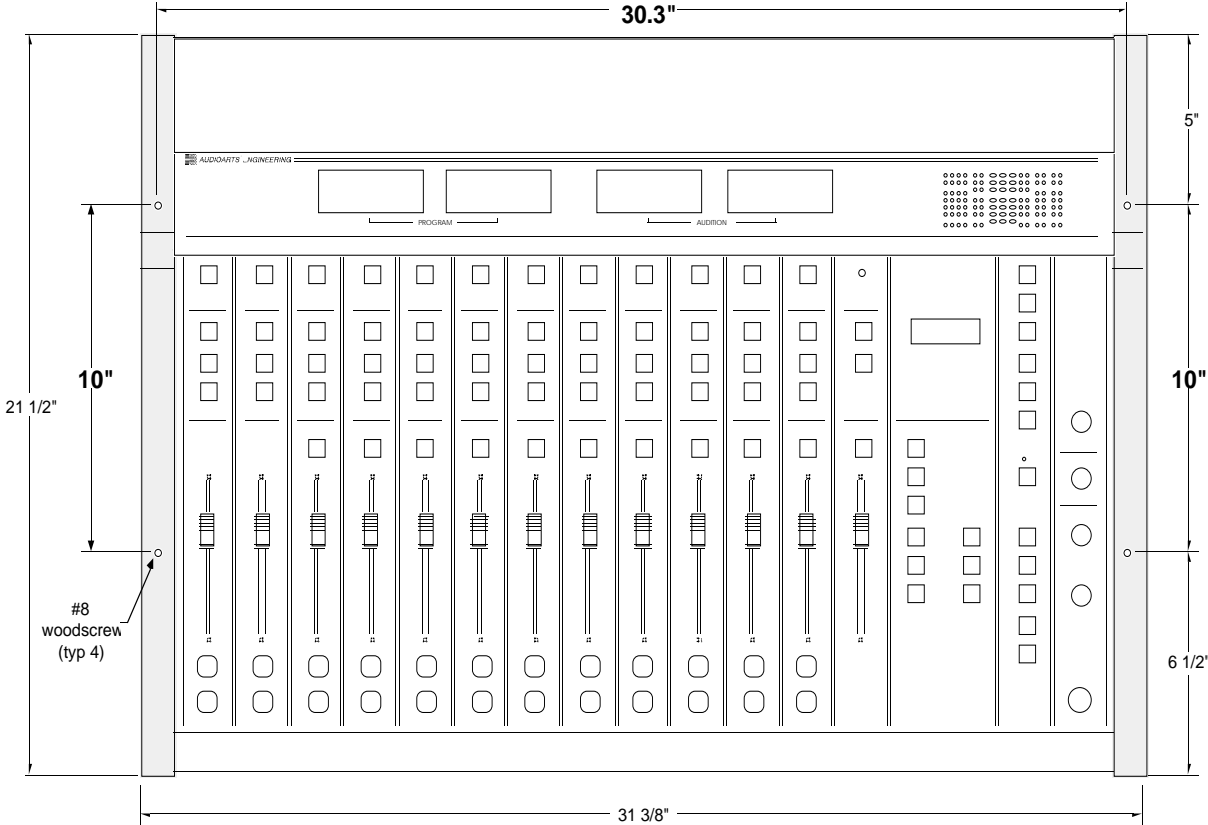 30.3"
5"
AUDIOARTS ENGINEERING
PROGRAM
AUDITION
10"
10"
21 1/2"
#8
woodscrew
(typ 4)
6 1/2"
31 3/8"